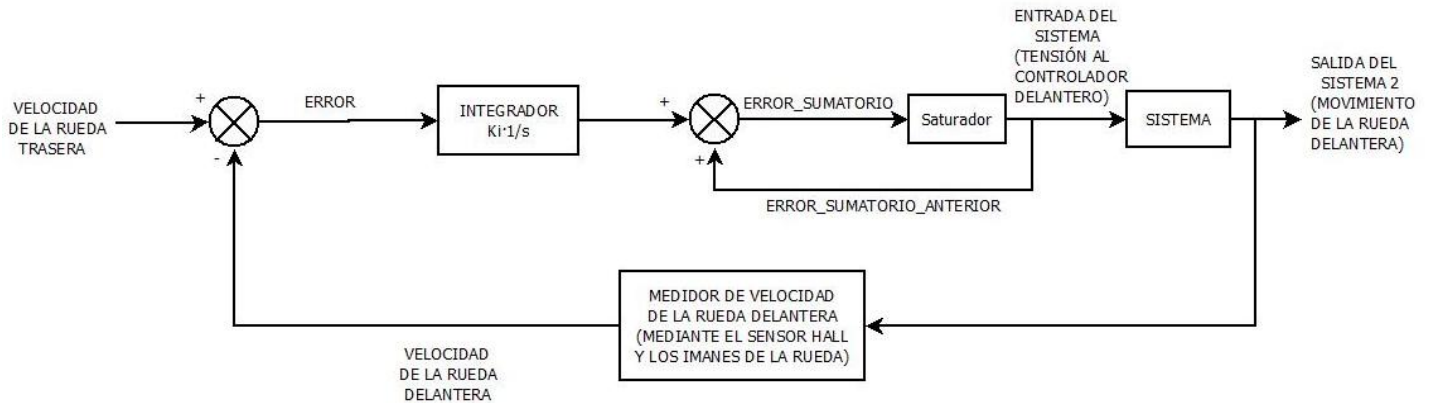 VELOCIDAD
DE LA RUEDA
TRASERA
+
-
ERROR
INTEGRADOR
Ki·1/s
+
+
ERROR_SUMATORIO
Saturador
ENTRADA DEL
SISTEMA
(TENSIÓN AL
CONTROLADOR
DELANTERO)
SISTEMA
SALIDA DEL
SISTEMA 2
(MOVIMIENTO
DE LA RUEDA
DELANTERA)
ERROR_SUMATORIO_ANTERIOR
MEDIDOR DE VELOCIDAD
DE LA RUEDA DELANTERA
(MEDIANTE EL SENSOR HALL
Y LOS IMANES DE LA RUEDA)
VELOCIDAD
DE LA RUEDA
DELANTERA